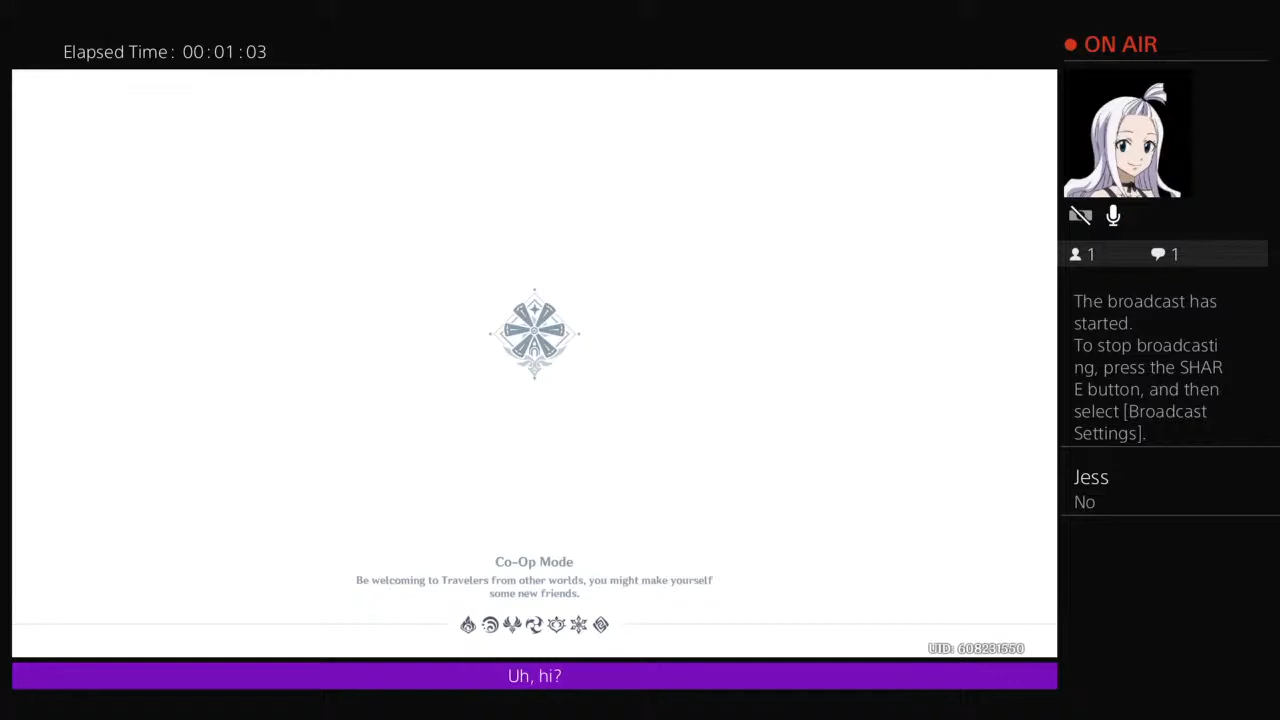 Elapsed Time: 00:01:03
ON AIR
1
1
The broadcast has
started.
To stop broadcasti
ng, press the SHAR
E button, and then
select [Broadcast
Settings].
Jess
No
Co-Op Mode
Be welcoming to Travelers from other worlds, you might make yourself
some new friends.
UID: 608231550
Uh, hi?